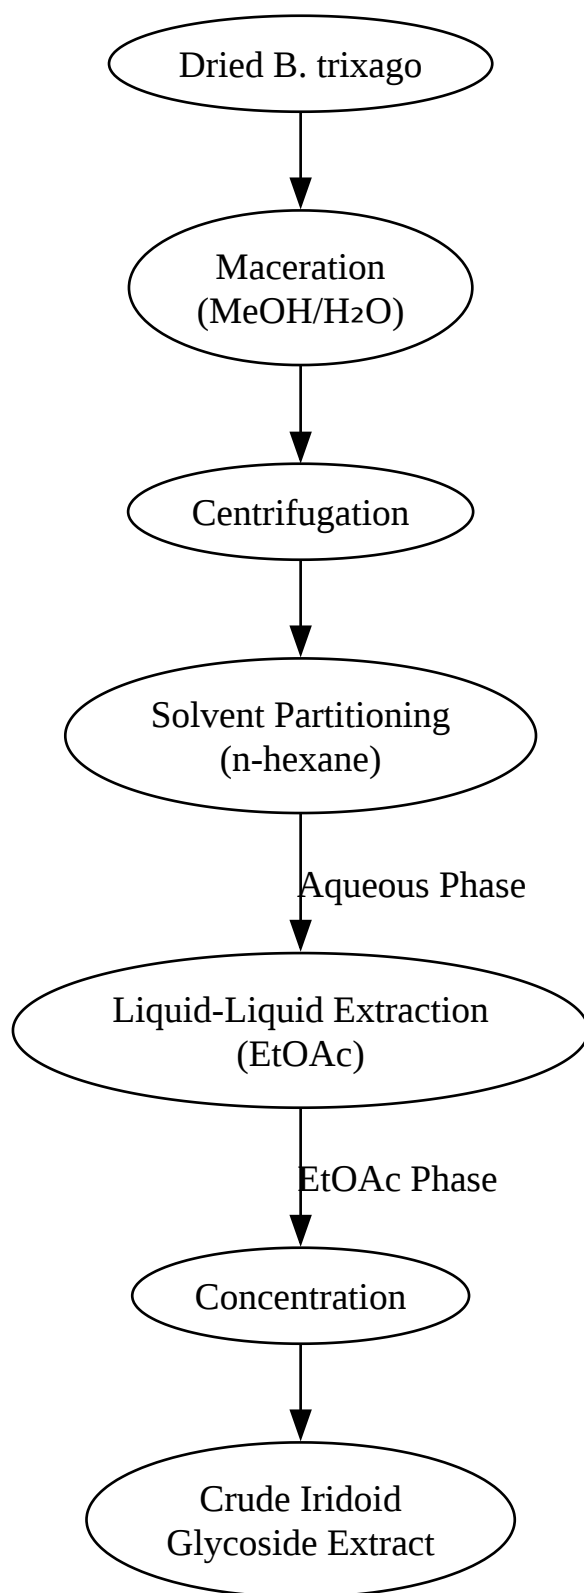 Dried B. trixago
Maceration
(MeOH/H₂O)
Centrifugation
Solvent Partitioning
(n-hexane)
Aqueous Phase
Liquid-Liquid Extraction
(EtOAc)
EtOAc Phase
Concentration
Crude Iridoid
Glycoside Extract